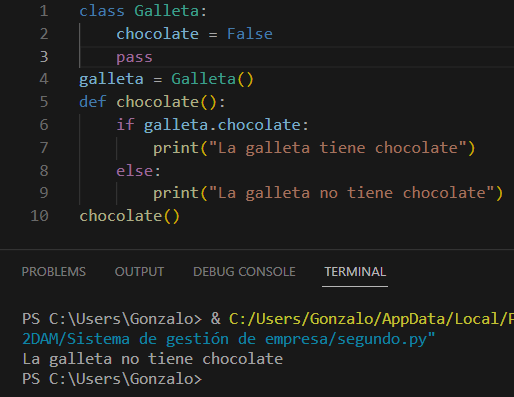 1 class Galleta:
2     chocolate = False
3     pass
4 galleta = Galleta()
5 def chocolate():
6     if galleta.chocolate:
7         print("La galleta tiene chocolate")
8     else:
9         print("La galleta no tiene chocolate")
10 chocolate()
PROBLEMS OUTPUT DEBUG CONSOLE TERMINAL
PS C:\Users\Gonzalo> & C:/Users/Gonzalo/AppData/Local/
2DAM/Sistema de gestión de empresa/segundo.py"
La galleta no tiene chocolate
PS C:\Users\Gonzalo>